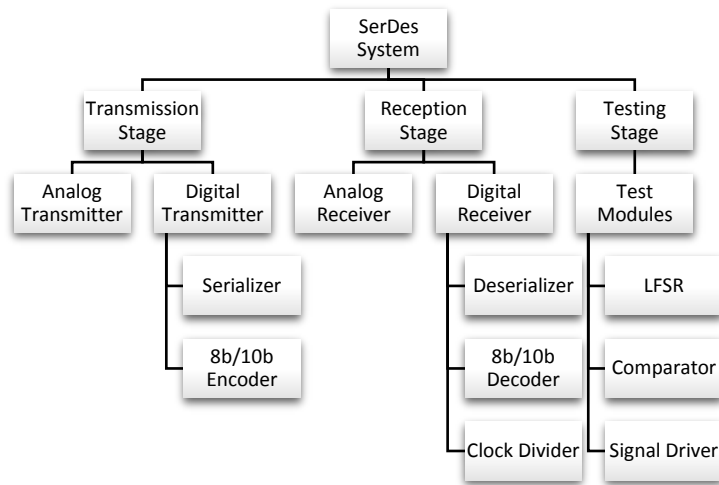 SerDes
System
Transmission
Stage
Reception
Stage
Testing
Stage
Analog
Transmitter
Digital
Transmitter
Analog
Receiver
Digital
Receiver
Test
Modules
Serializer
Deserializer
LFSR
8b/10b
Encoder
8b/10b
Decoder
Comparator
Clock Divider
Signal Driver